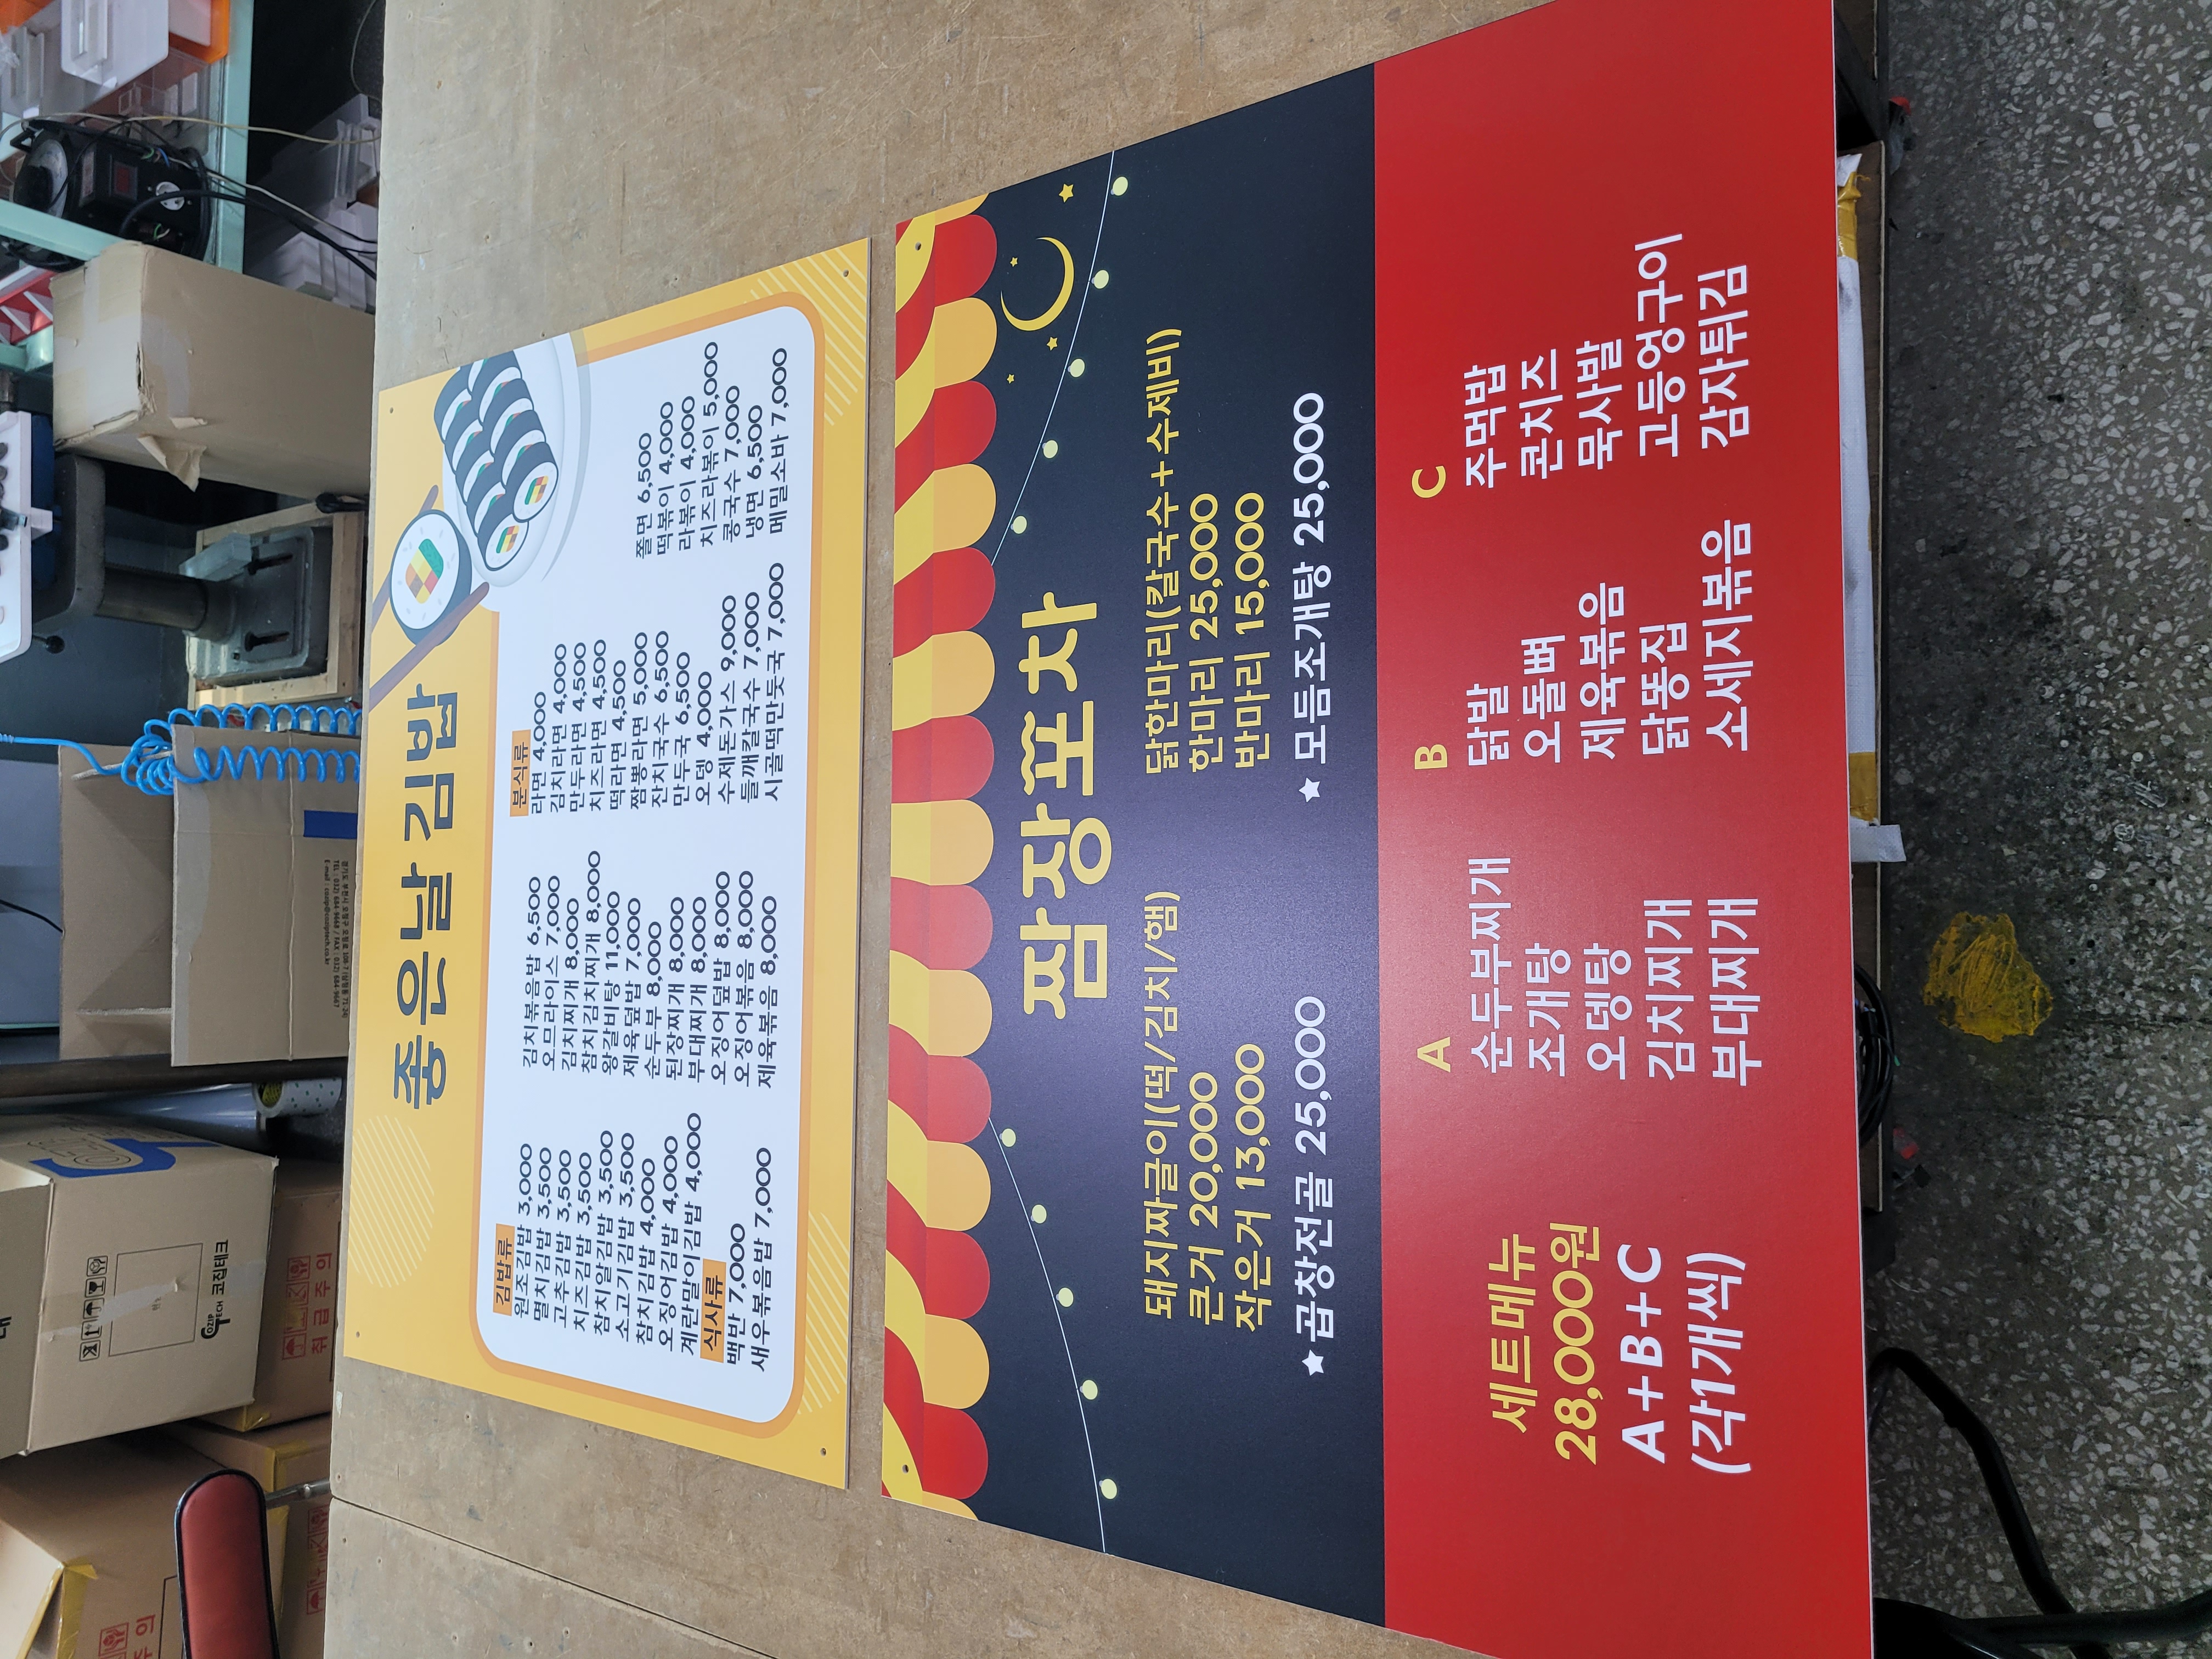 좋은날 김밥
김밥류
원조김밥 3,000
멸치김밥 3,500
고추김밥 3,500
치즈김밥 3,500
참치알김밥 3,500
소고기김밥 3,500
참치김밥 4,000
오징어김밥 4,000
계란말이김밥 4,000
식사류
백반 7,000
새우볶음밥 7,000
김치볶음밥 6,500
오므라이스 7,000
김치찌개 8,000
참치김치찌개 8,000
왕갈비탕 11,000
제육덮밥 7,000
순두부 8,000
된장찌개 8,000
부대찌개 8,000
오징어덮밥 8,000
오징어볶음 8,000
제육볶음 8,000
분식류
라면 4,000
김치라면 4,000
만두라면 4,500
치즈라면 4,500
떡라면 4,500
짬뽕라면 5,000
잔치국수 6,500
만두국 6,500
오뎅 4,000
수제돈가스 9,000
들깨칼국수 7,000
시골떡만둣국 7,000
쫄면 6,500
떡볶이 4,000
라볶이 4,000
치즈라볶이 5,000
콩국수 7,000
냉면 6,500
메밀소바 7,000
짬장포차
돼지짜글이(떡/김치/햄)
큰거 20,000
작은거 13,000
★ 곱창전골 25,000
닭한마리(칼국수+수제비)
한마리 25,000
반마리 15,000
★ 모듬조개탕 25,000
세트메뉴
28,000원
A+B+C
(각1개씩)
A
순두부찌개
조개탕
오뎅탕
김치찌개
부대찌개
B
닭발
오돌뼈
제육볶음
닭똥집
소세지볶음
C
주먹밥
콘치즈
묵사발
고등엉구이
감자튀김
COZIP TECH 코집테크
취급주의
주의